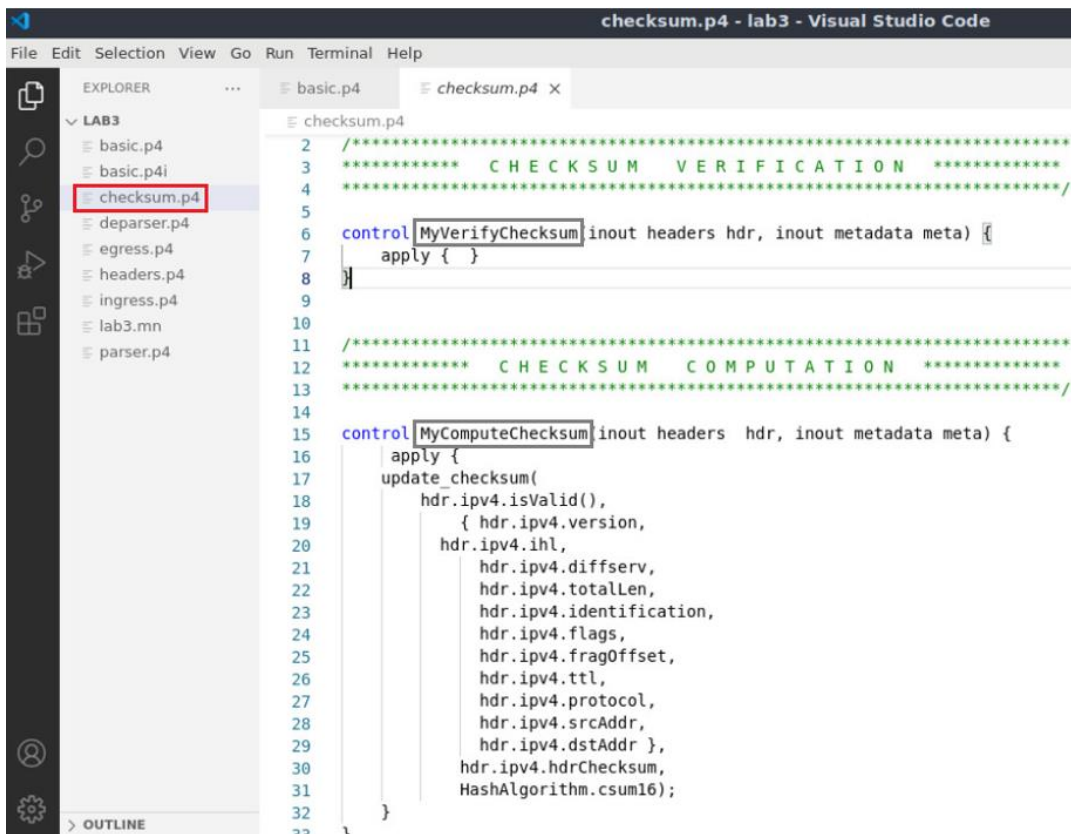 checksum.p4 - lab3 - Visual Studio Code
File Edit Selection View Go Run Terminal Help
EXPLORER ...
basic.p4 checksum.p4 ×
LAB3
basic.p4
basic.p4i
checksum.p4
deparser.p4
egress.p4
headers.p4
ingress.p4
lab3.mn
parser.p4
OUTLINE
checksum.p4
2 /***********************************************************************
3 ************ C H E C K S U M V E R I F I C A T I O N *************
4 ***********************************************************************/
5
6 control MyVerifyChecksum(inout headers hdr, inout metadata meta) {
7 apply { }
8 }
9
10
11 /***********************************************************************
12 ************* C H E C K S U M C O M P U T A T I O N **************
13 ***********************************************************************/
14
15 control MyComputeChecksum(inout headers hdr, inout metadata meta) {
16 apply {
17 update_checksum(
18 hdr.ipv4.isValid(),
19 { hdr.ipv4.version,
20 hdr.ipv4.ihl,
21 hdr.ipv4.diffserv,
22 hdr.ipv4.totalLen,
23 hdr.ipv4.identification,
24 hdr.ipv4.flags,
25 hdr.ipv4.fragOffset,
26 hdr.ipv4.ttl,
27 hdr.ipv4.protocol,
28 hdr.ipv4.srcAddr,
29 hdr.ipv4.dstAddr },
30 hdr.ipv4.hdrChecksum,
31 HashAlgorithm.csum16);
32 }
33 }